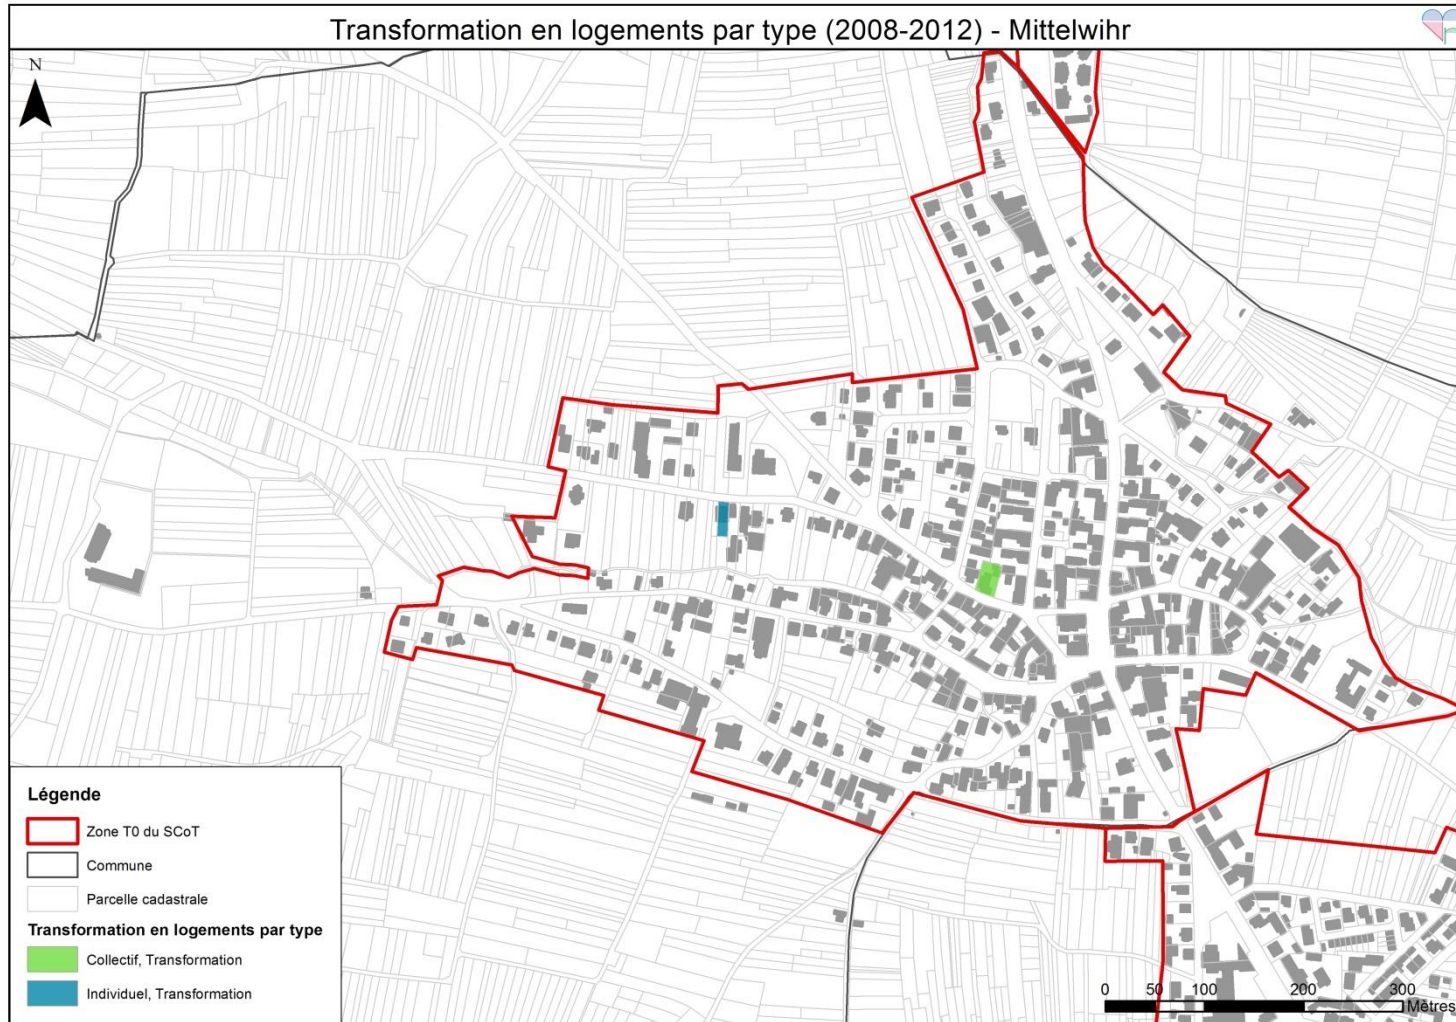 Transformation en logements par type (2008-2012) - Mittelwihr
N
Légende
Zone T0 du SCoT
Commune
Parcelle cadastrale
Transformation en logements par type
Collectif, Transformation
Individuel, Transformation
0 50 100 200 300
Mètres